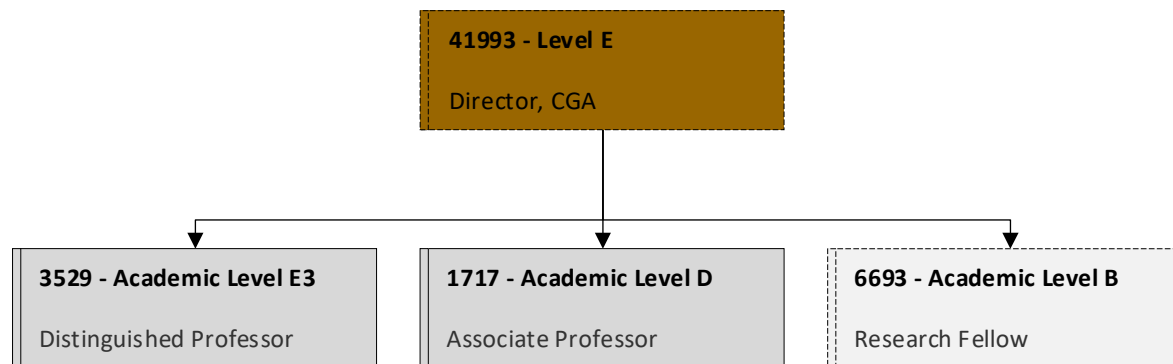 41993 - Level E
Director, CGA
3529 - Academic Level E3
Distinguished Professor
1717 - Academic Level D
Associate Professor
6693 - Academic Level B
Research Fellow